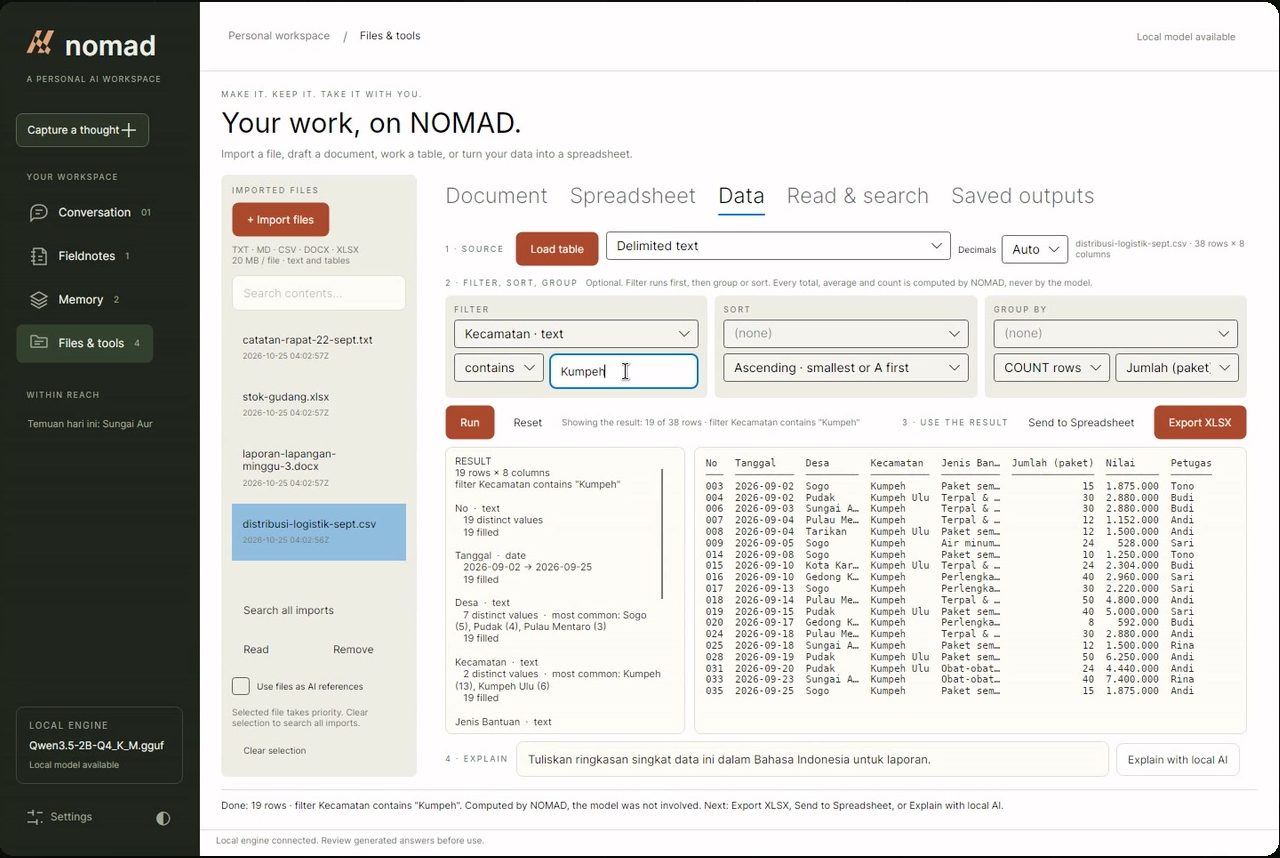 nomad
A PERSONAL AI WORKSPACE
Capture a thought
YOUR WORKSPACE
Conversation 01
Fieldnotes 1
Memory 2
Files & tools 4
WITHIN REACH
Temuan hari ini: Sungai Aur
LOCAL ENGINE
Qwen3.5-2B-Q4_K_M.gguf
Local model available
Settings
Personal workspace / Files & tools
Local model available
MAKE IT. KEEP IT. TAKE IT WITH YOU.
Your work, on NOMAD.
Import a file, draft a document, work a table, or turn your data into a spreadsheet.
IMPORTED FILES
+ Import files
TXT · MD · CSV · DOCX · XLSX
20 MB / file · text and tables
Search contents...
catatan-rapat-22-sept.txt
2026-10-25 04:02:57Z
stok-gudang.xlsx
2026-10-25 04:02:57Z
laporan-lapangan-
minggu-3.docx
2026-10-25 04:02:57Z
distribusi-logistik-sept.csv
2026-10-25 04:02:56Z
Search all imports
Read Remove
Use files as AI references
Selected file takes priority. Clear
selection to search all imports.
Clear selection
Document Spreadsheet Data Read & search Saved outputs
1 · SOURCE Load table Delimited text Decimals Auto
distribusi-logistik-sept.csv · 38 rows × 8
columns
2 · FILTER, SORT, GROUP Optional. Filter runs first, then group or sort. Every total, average and count is computed by NOMAD, never by the model.
FILTER
Kecamatan · text
contains Kumpeh
SORT
(none)
Ascending · smallest or A first
GROUP BY
(none)
COUNT rows Jumlah (paket)
Run Reset Showing the result: 19 of 38 rows · filter Kecamatan contains "Kumpeh" 3 · USE THE RESULT Send to Spreadsheet Export XLSX
RESULT
19 rows × 8 columns
filter Kecamatan contains "Kumpeh"
No · text
19 distinct values
19 filled
Tanggal · date
2026-09-02 → 2026-09-25
19 filled
Desa · text
7 distinct values · most common: Sogo
(5), Pudak (4), Pulau Mentaro (3)
19 filled
Kecamatan · text
2 distinct values · most common: Kumpeh
(13), Kumpeh Ulu (6)
19 filled
Jenis Bantuan · text
No Tanggal Desa Kecamatan Jenis Ban… Jumlah (paket) Nilai Petugas
003 2026-09-02 Sogo Kumpeh Paket sem… 15 1.875.000 Tono
004 2026-09-02 Pudak Kumpeh Ulu Terpal & … 30 2.880.000 Budi
006 2026-09-03 Sungai A… Kumpeh Terpal & … 30 2.880.000 Budi
007 2026-09-04 Pulau Me… Kumpeh Terpal & … 12 1.152.000 Andi
008 2026-09-04 Tarikan Kumpeh Ulu Paket sem… 12 1.500.000 Andi
009 2026-09-05 Sogo Kumpeh Air minum… 24 528.000 Sari
014 2026-09-08 Sogo Kumpeh Paket sem… 10 1.250.000 Tono
015 2026-09-10 Kota Kar… Kumpeh Ulu Terpal & … 24 2.304.000 Budi
016 2026-09-10 Gedong K… Kumpeh Perlengka… 40 2.960.000 Sari
017 2026-09-13 Sogo Kumpeh Perlengka… 30 2.220.000 Sari
018 2026-09-14 Pulau Me… Kumpeh Terpal & … 50 4.800.000 Andi
019 2026-09-15 Pudak Kumpeh Ulu Paket sem… 40 5.000.000 Sari
020 2026-09-17 Gedong K… Kumpeh Perlengka… 8 592.000 Budi
024 2026-09-18 Pulau Me… Kumpeh Terpal & … 30 2.880.000 Andi
025 2026-09-18 Sungai A… Kumpeh Paket sem… 12 1.500.000 Rina
028 2026-09-19 Pudak Kumpeh Ulu Paket sem… 50 6.250.000 Andi
031 2026-09-20 Pudak Kumpeh Ulu Obat-obat… 24 4.440.000 Andi
033 2026-09-23 Sungai A… Kumpeh Obat-obat… 40 7.400.000 Rina
035 2026-09-25 Sogo Kumpeh Paket sem… 15 1.875.000 Andi
4 · EXPLAIN Tuliskan ringkasan singkat data ini dalam Bahasa Indonesia untuk laporan. Explain with local AI
Done: 19 rows · filter Kecamatan contains "Kumpeh". Computed by NOMAD, the model was not involved. Next: Export XLSX, Send to Spreadsheet, or Explain with local AI.
Local engine connected. Review generated answers before use.